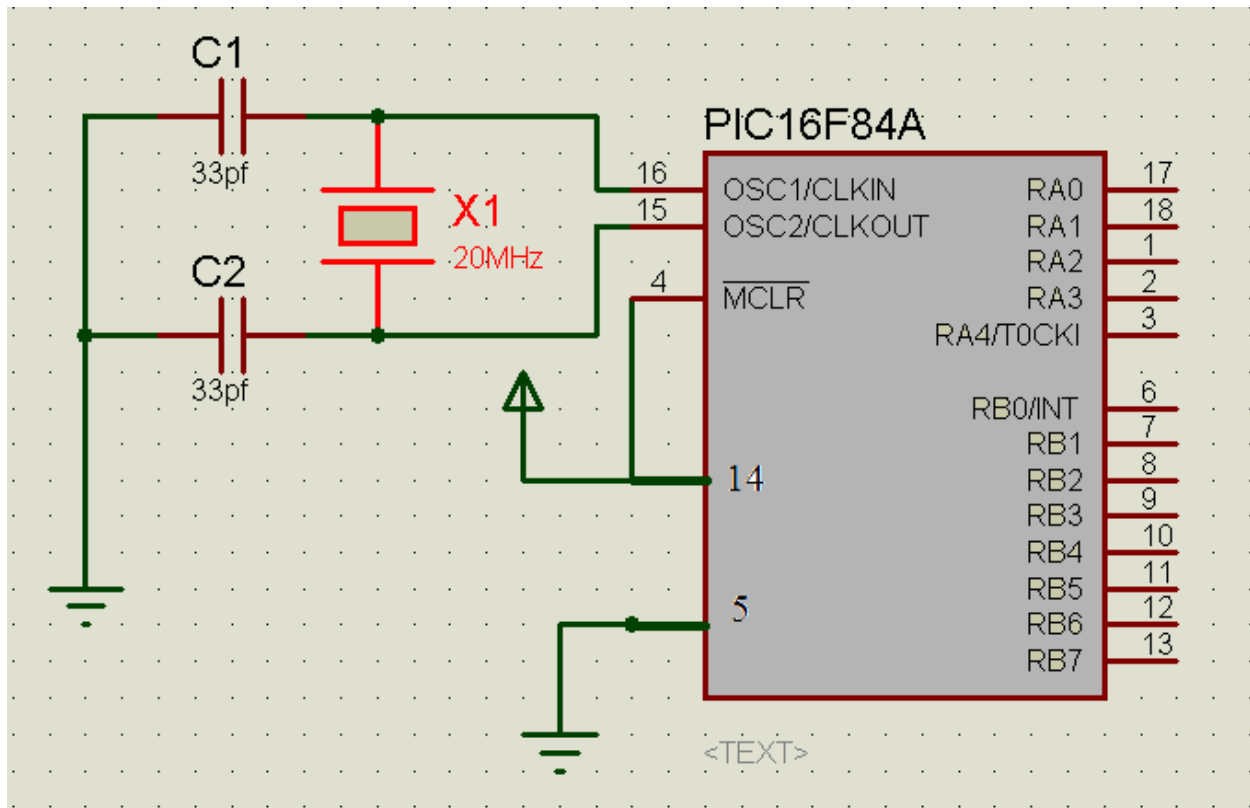 C1
33pf
X1
20MHz
C2
33pf
PIC16F84A
16 OSC1/CLKIN RA0 17
15 OSC2/CLKOUT RA1 18
RA2 1
4 MCLR RA3 2
RA4/T0CKI 3
RB0/INT 6
RB1 7
14 RB2 8
RB3 9
RB4 10
RB5 11
5 RB6 12
RB7 13
<TEXT>